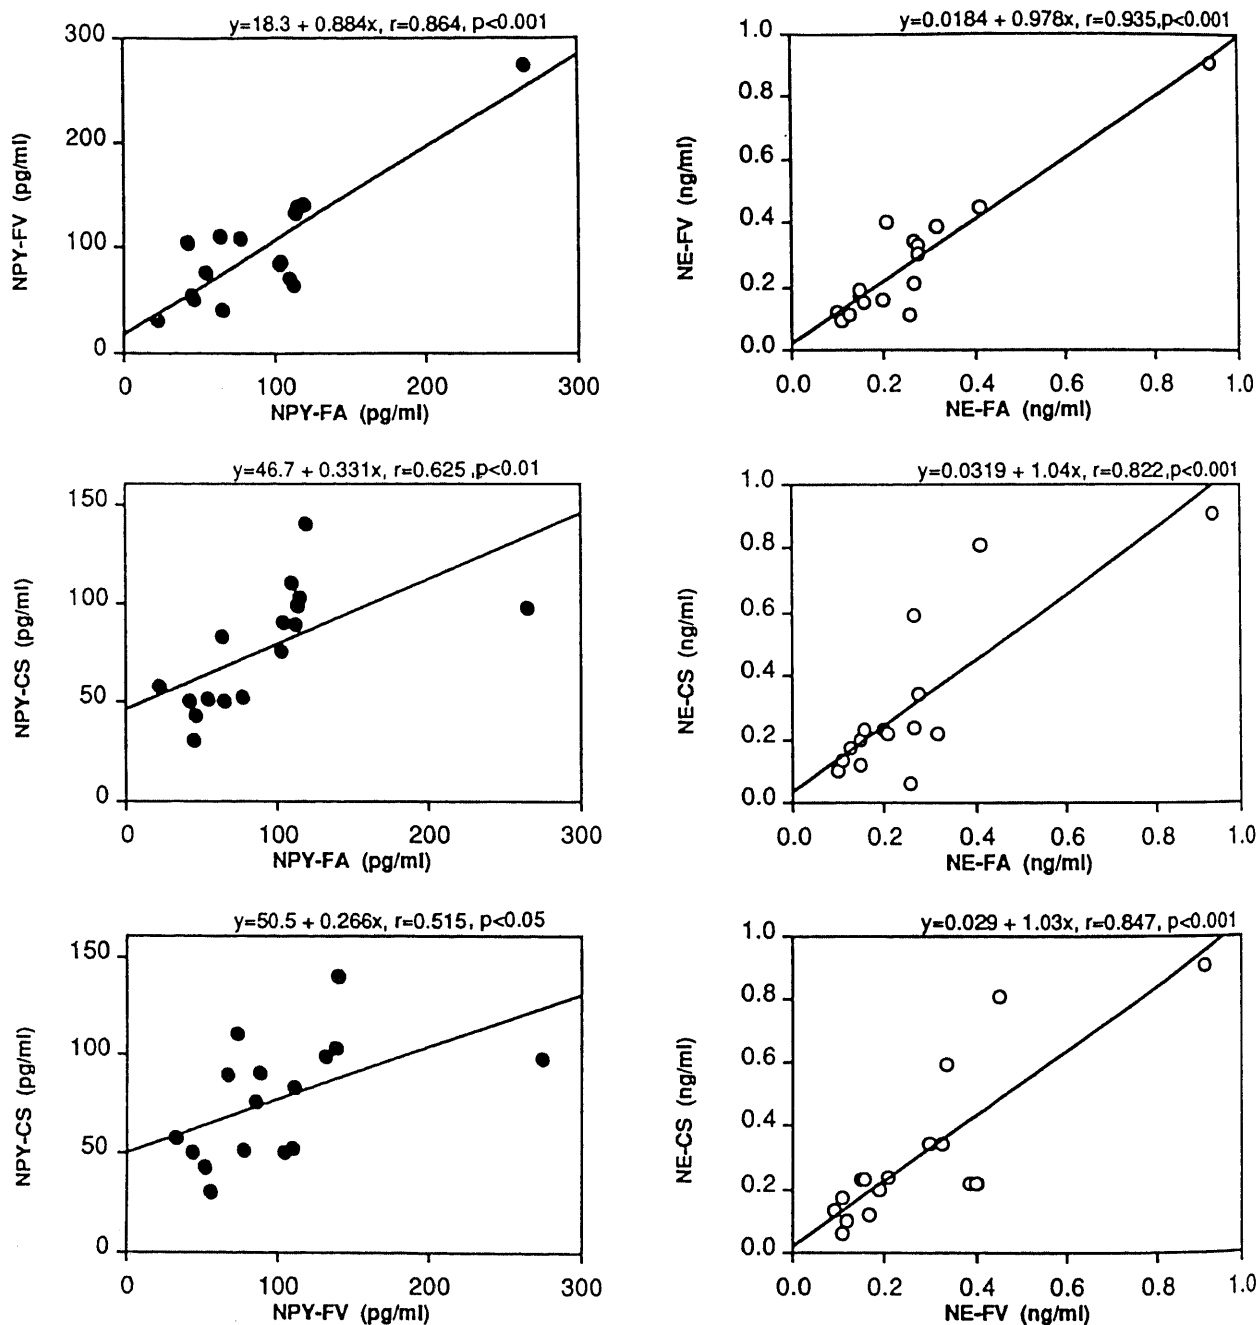 y=18.3 + 0.884x, r=0.864, p<0.001
300
200
100
0
NPY-FV (pg/ml)
0 100 200 300
NPY-FA (pg/ml)
y=0.0184 + 0.978x, r=0.935,p<0.001
1.0
0.8
0.6
0.4
0.2
0.0
NE-FV (ng/ml)
0.0 0.2 0.4 0.6 0.8 1.0
NE-FA (ng/ml)
y=46.7 + 0.331x, r=0.625 ,p<0.01
150
100
50
0
NPY-CS (pg/ml)
0 100 200 300
NPY-FA (pg/ml)
y=0.0319 + 1.04x, r=0.822,p<0.001
1.0
0.8
0.6
0.4
0.2
0.0
NE-CS (ng/ml)
0.0 0.2 0.4 0.6 0.8 1.0
NE-FA (ng/ml)
y=50.5 + 0.266x, r=0.515, p<0.05
150
100
50
0
NPY-CS (pg/ml)
0 100 200 300
NPY-FV (pg/ml)
y=0.029 + 1.03x, r=0.847, p<0.001
1.0
0.8
0.6
0.4
0.2
0.0
NE-CS (ng/ml)
0.0 0.2 0.4 0.6 0.8 1.0
NE-FV (ng/ml)